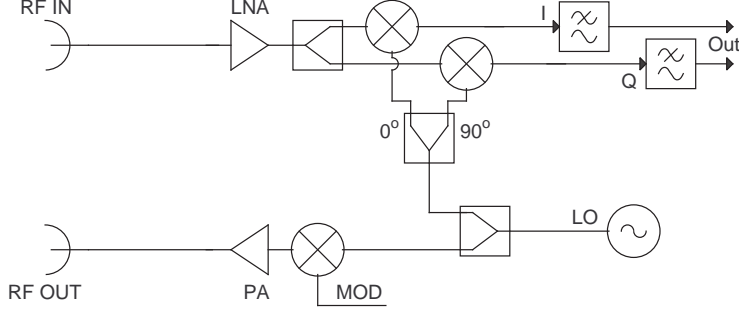 RF IN
LNA
I
Out
Q
0°
90°
LO
RF OUT
PA
MOD